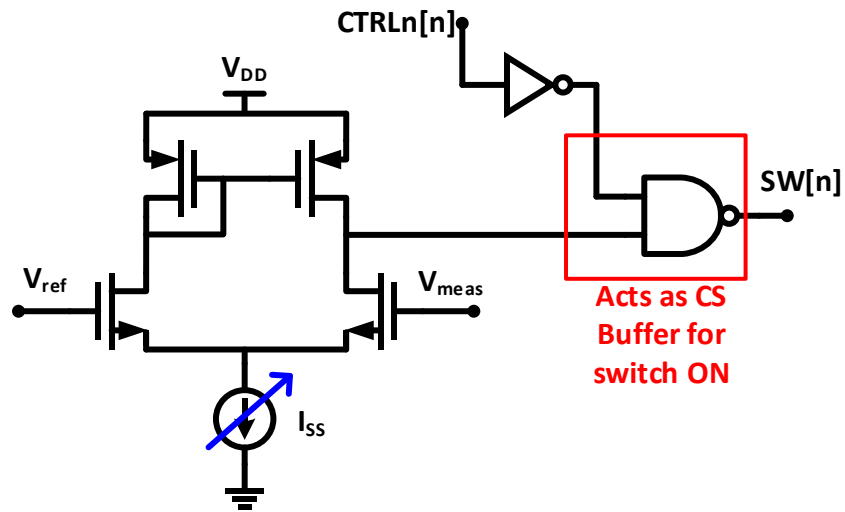 CTRLn[n]
VDD
SW[n]
Vref
Vmeas
Acts as CS
Buffer for
switch ON
ISS